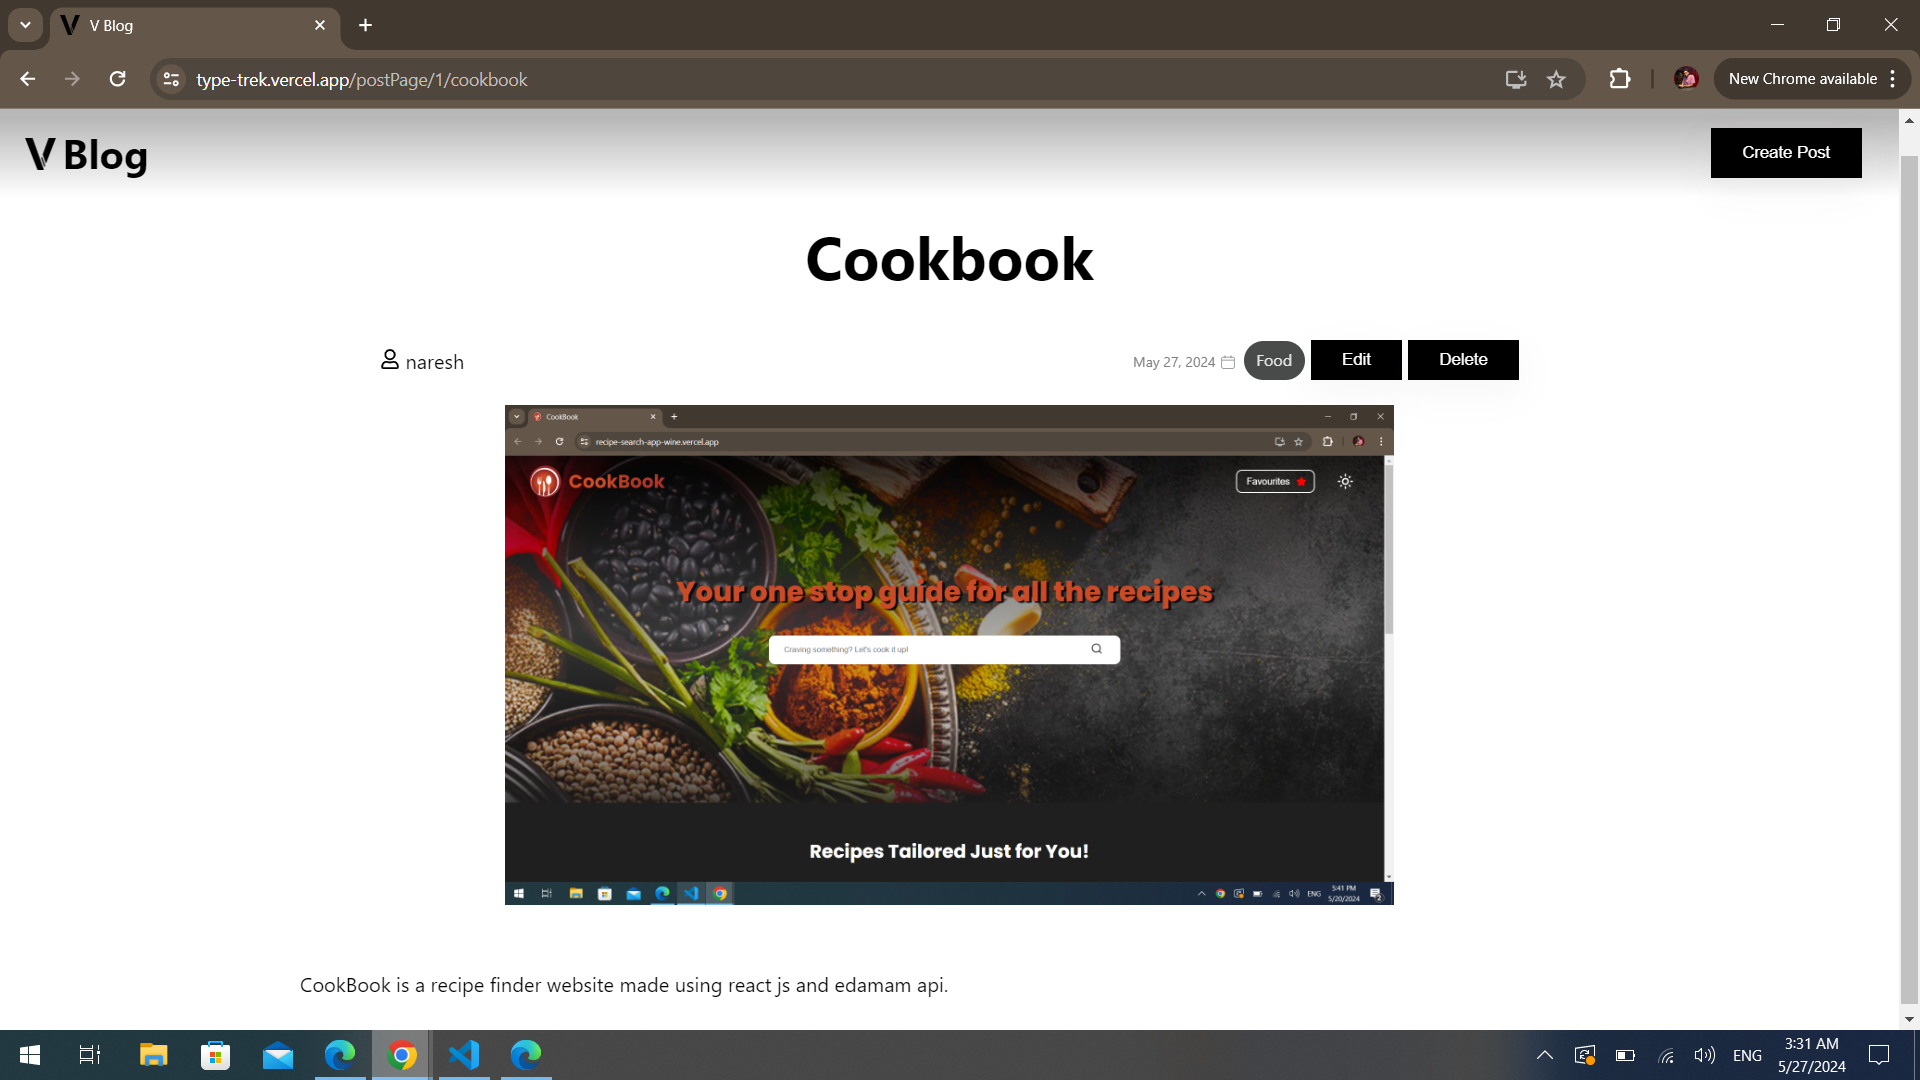 V Blog
type-trek.vercel.app/postPage/1/cookbook
New Chrome available
V Blog
Create Post
Cookbook
naresh
May 27, 2024
Food
Edit
Delete
CookBook
recipe-search-app-wine.vercel.app
CookBook
Favourites
Your one stop guide for all the recipes
Craving something? Let's cook it up!
Recipes Tailored Just for You!
ENG
5:41 PM
5/20/2024
2
CookBook is a recipe finder website made using react js and edamam api.
ENG
3:31 AM
5/27/2024